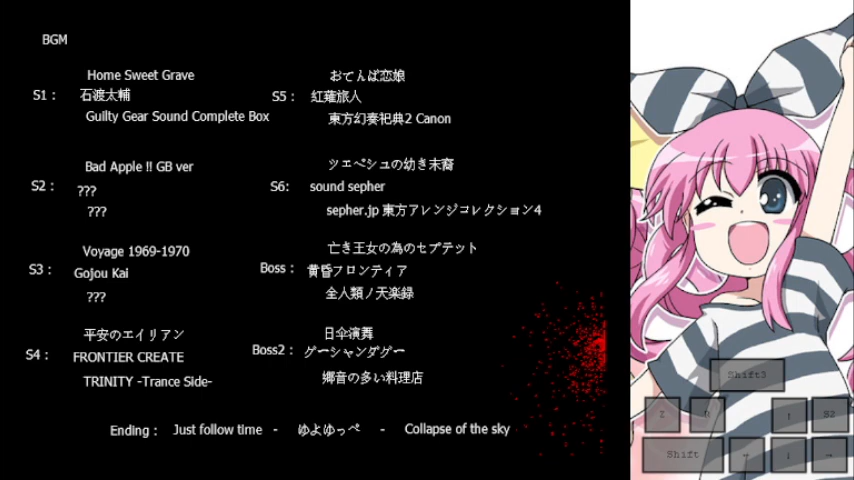 BGM
Home Sweet Grave
S1 : 石渡太輔
Guilty Gear Sound Complete Box
Bad Apple !! GB ver
S2 : ???
???
Voyage 1969-1970
S3 : Gojou Kai
???
平安のエイリアン
S4 : FRONTIER CREATE
TRINITY -Trance Side-
おてんば恋娘
S5 : 紅薙旅人
東方幻奏祀典2 Canon
ツェペシュの幼き末裔
S6: sound sepher
sepher.jp 東方アレンジコレクション4
亡き王女の為のセプテット
Boss : 黄昏フロンティア
全人類ノ天楽録
日傘演舞
Boss2 : ゲーシャンダグー
郷音の多い料理店
Ending : Just follow time - ゆよゆっぺ - Collapse of the sky
Shift3
Z R ↑ S2
Shift ← ↓ →